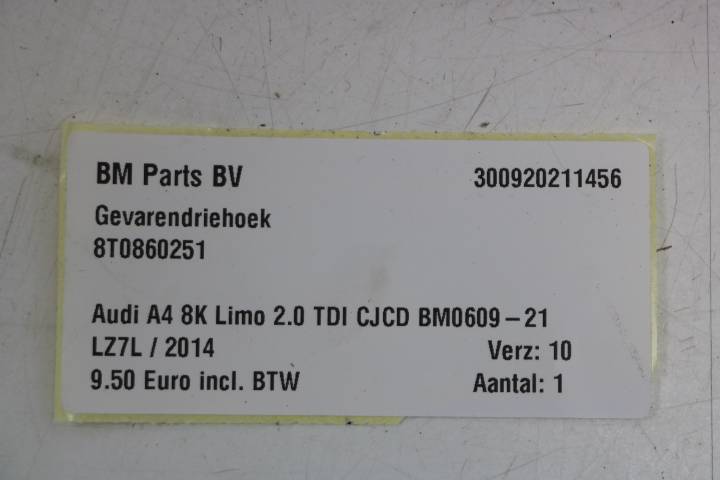 BM Parts BV 300920211456
Gevarendriehoek
8T0860251
Audi A4 8K Limo 2.0 TDI CJCD BM0609-21
LZ7L / 2014 Verz: 10
9.50 Euro incl. BTW Aantal: 1